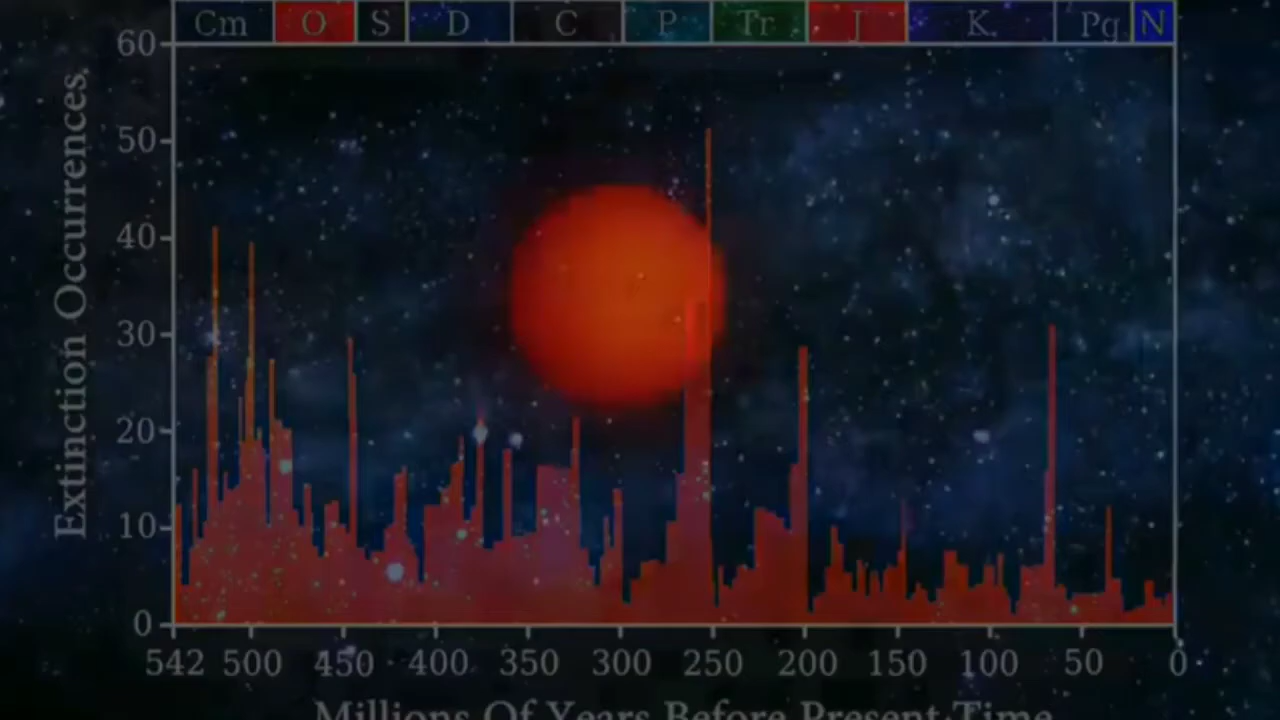 Cm O S D C P Tr J K Pg N
60
50
40
30
20
10
0
Extinction Occurrences
542 500 450 400 350 300 250 200 150 100 50 0
Millions Of Years Before Present Time